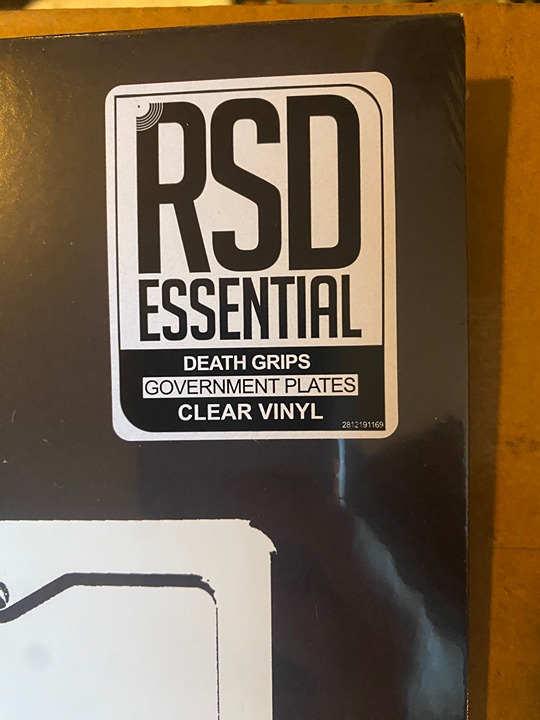 RSD
ESSENTIAL
DEATH GRIPS
GOVERNMENT PLATES
CLEAR VINYL
2812191169